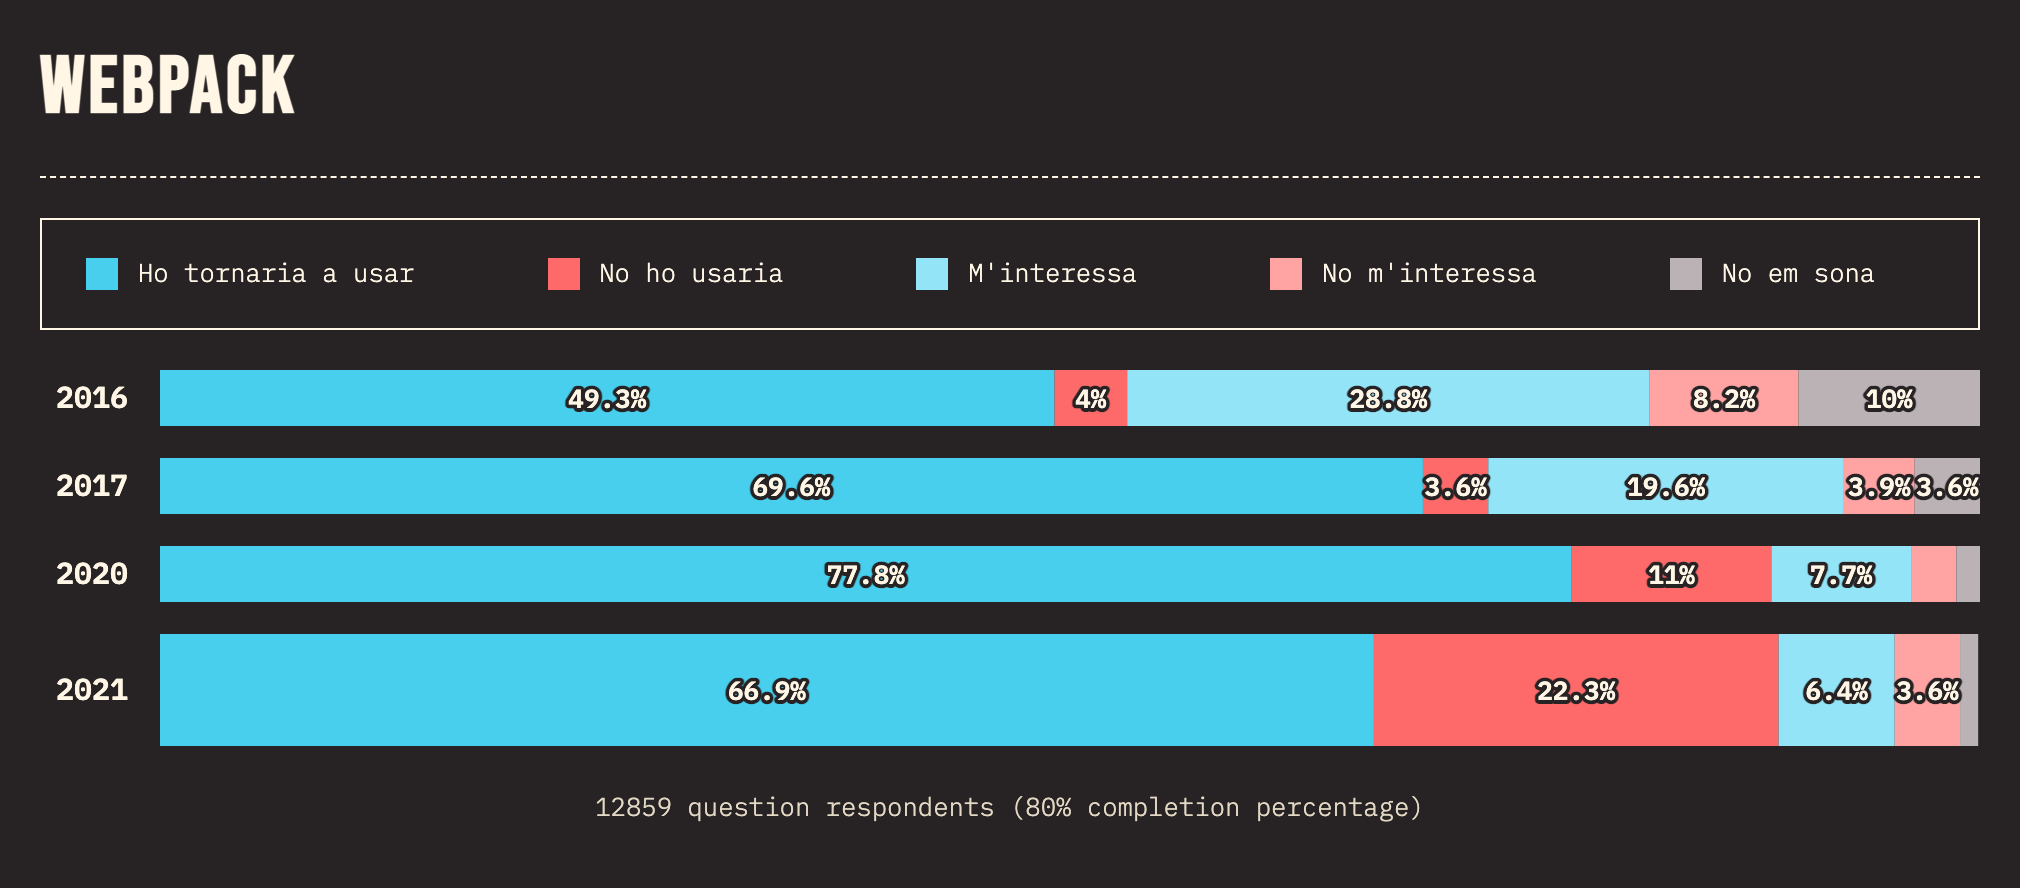 WEBPACK
Ho tornaria a usar No ho usaria M'interessa No m'interessa No em sona
2016 49.3% 4% 28.8% 8.2% 10%
2017 69.6% 3.6% 19.6% 3.9% 3.6%
2020 77.8% 11% 7.7%
2021 66.9% 22.3% 6.4% 3.6%
12859 question respondents (80% completion percentage)